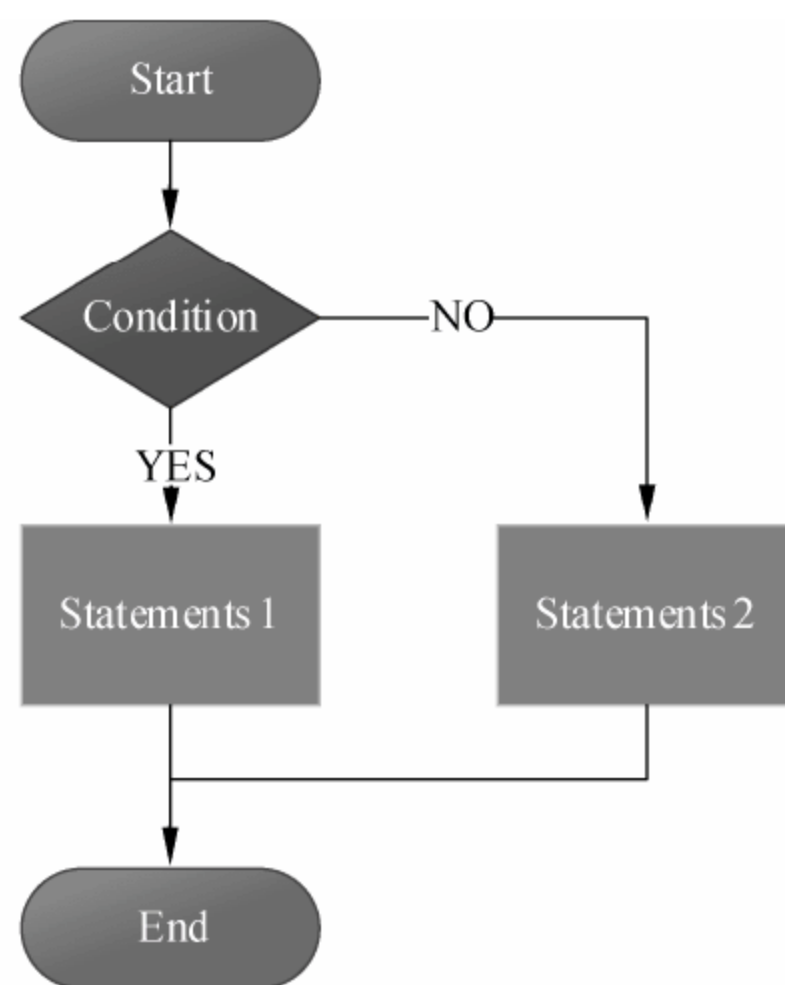 Start
Condition
NO
YES
Statements 1
Statements 2
End